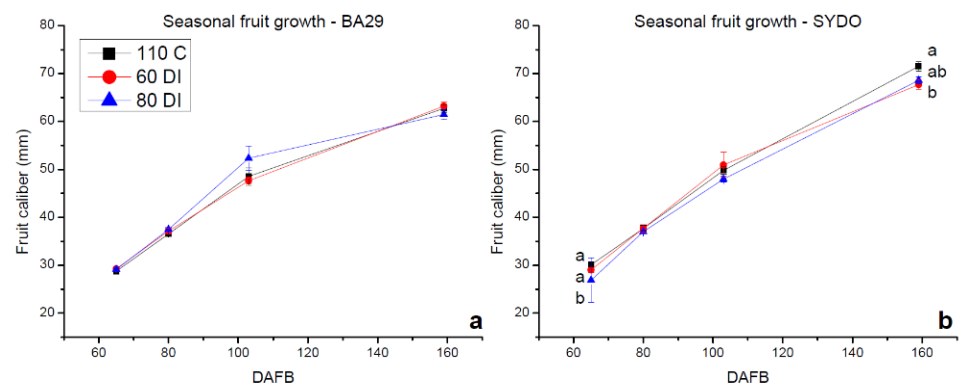 Seasonal fruit growth - BA29
80
70
60
50
40
30
20
Fruit caliber (mm)
110 C
60 DI
80 DI
60
80
100
120
140
160
DAFB
a
Seasonal fruit growth - SYDO
80
70
60
50
40
30
20
Fruit caliber (mm)
a
ab
b
a
a
b
60
80
100
120
140
160
DAFB
b